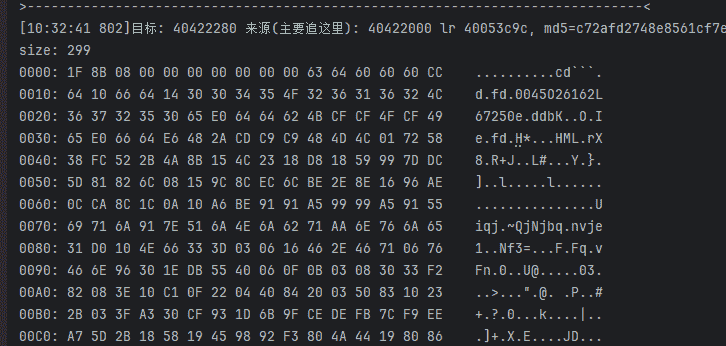 >-----------------------------------------------------------------------------<
[10:32:41 802]目标: 40422280 来源(主要追这里): 40422000 lr 40053c9c, md5=c72afd2748e8561cf7e
size: 299
0000: 1F 8B 08 00 00 00 00 00 00 00 63 64 60 60 60 CC    ..........cd```.
0010: 64 10 66 64 14 30 30 34 35 4F 32 36 31 36 32 4C    d.fd.0045O26162L
0020: 36 37 32 35 30 65 E0 64 64 62 4B CF CF 4F CF 49    67250e.ddbK..O.I
0030: 65 E0 66 64 E6 48 2A CD C9 C9 48 4D 4C 01 72 58    e.fd.H*...HML.rX
0040: 38 FC 52 2B 4A 8B 15 4C 23 18 D8 18 59 99 7D DC    8.R+J..L#...Y.}.
0050: 5D 81 82 6C 08 15 9C 8C EC 6C BE 2E 8E 16 96 AE    ]..l.....l......
0060: 0C CA 8C 1C 0A 10 A6 BE 91 91 A5 99 99 A5 91 55    ...............U
0070: 69 71 6A 91 7E 51 6A 4E 6A 62 71 AA 6E 76 6A 65    iqj.~QjNjbq.nvje
0080: 31 D0 10 4E 66 33 3D 03 06 16 46 2E 46 71 06 76    1..Nf3=...F.Fq.v
0090: 46 6E 96 30 1E DB 55 40 06 0F 0B 03 08 30 33 F2    Fn.0..U@.....03.
00A0: 82 08 3E 10 C1 0F 22 04 40 84 20 03 50 83 10 23    ..>...".@. .P..#
00B0: 2B 03 3F A3 30 CF 93 1D 6B 9F CE DE FB 7C F9 EE    +.?.0...k....|..
00C0: A7 5D 2B 18 58 19 45 98 92 F3 80 4A 44 19 80 86    .]+.X.E....JD...